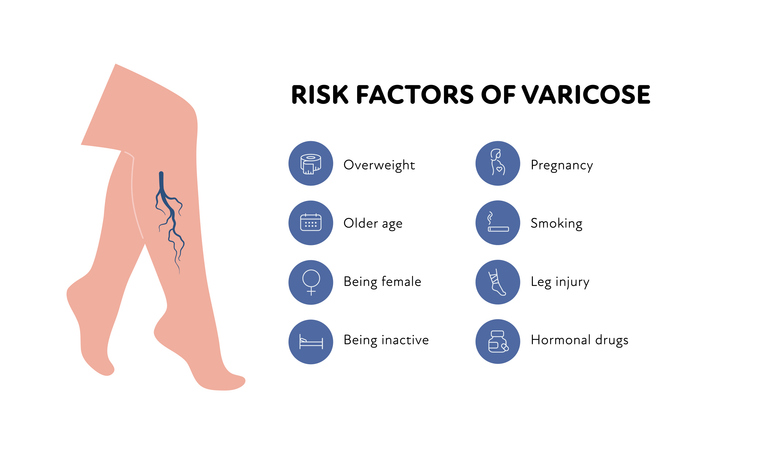 RISK FACTORS OF VARICOSE
Overweight
Pregnancy
Older age
Smoking
Being female
Leg injury
Being inactive
Hormonal drugs